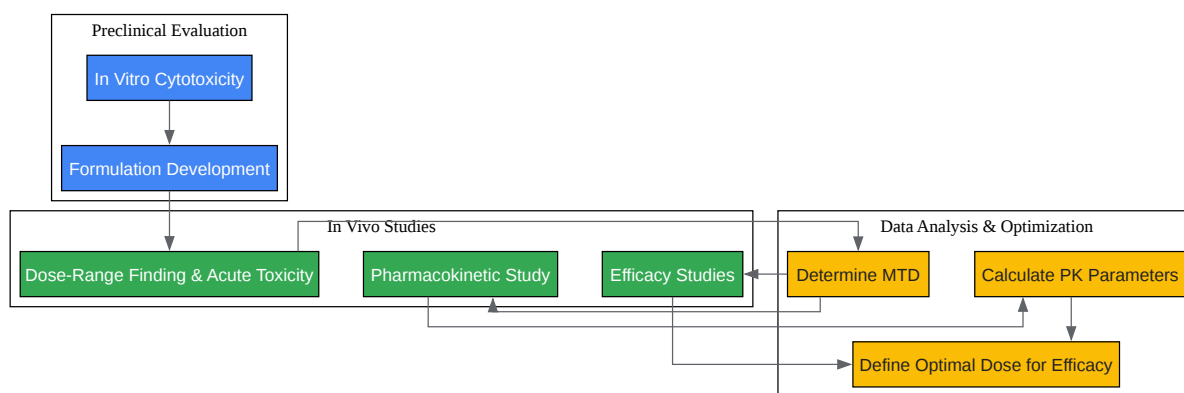 Preclinical Evaluation
In Vitro Cytotoxicity
Formulation Development
In Vivo Studies
Data Analysis & Optimization
Dose-Range Finding & Acute Toxicity
Pharmacokinetic Study
Efficacy Studies
Determine MTD
Calculate PK Parameters
Define Optimal Dose for Efficacy